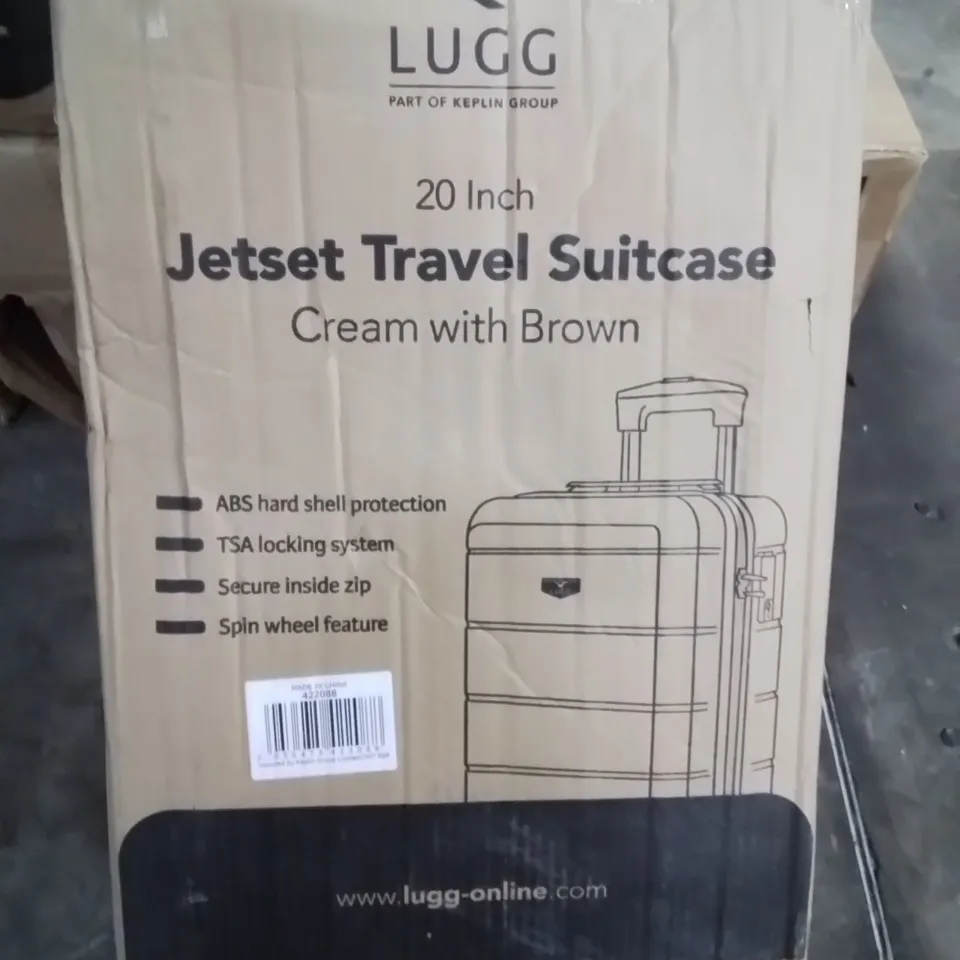 LUGG
PART OF KEPLIN GROUP
20 Inch
Jetset Travel Suitcase
Cream with Brown
ABS hard shell protection
TSA locking system
Secure inside zip
Spin wheel feature
MADE IN CHINA
422088
www.lugg-online.com